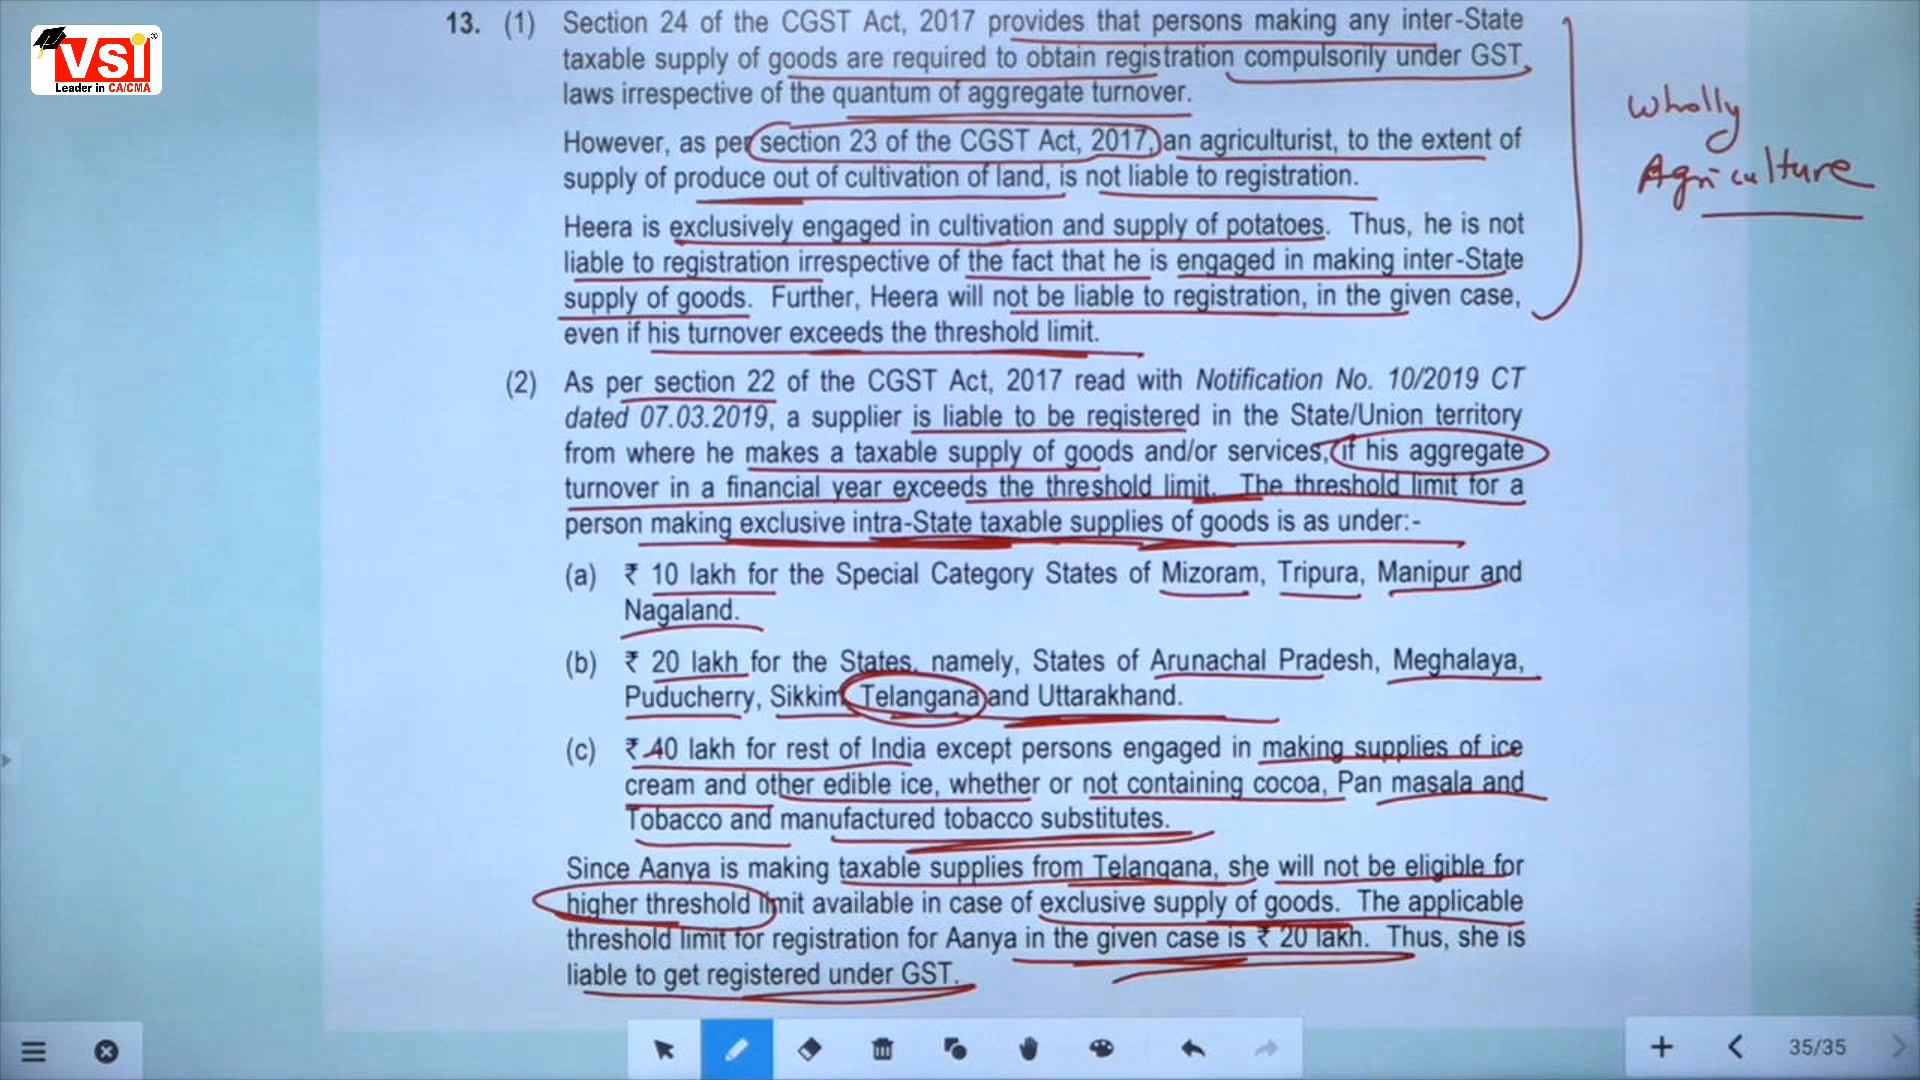 VSI
Leader in CA/CMA
13. (1) Section 24 of the CGST Act, 2017 provides that persons making any inter-State
taxable supply of goods are required to obtain registration compulsorily under GST
laws irrespective of the quantum of aggregate turnover.
However, as per section 23 of the CGST Act, 2017, an agriculturist, to the extent of
supply of produce out of cultivation of land, is not liable to registration.
Heera is exclusively engaged in cultivation and supply of potatoes. Thus, he is not
liable to registration irrespective of the fact that he is engaged in making inter-State
supply of goods. Further, Heera will not be liable to registration, in the given case,
even if his turnover exceeds the threshold limit.
Wholly
Agriculture
(2) As per section 22 of the CGST Act, 2017 read with Notification No. 10/2019 CT
dated 07.03.2019, a supplier is liable to be registered in the State/Union territory
from where he makes a taxable supply of goods and/or services, if his aggregate
turnover in a financial year exceeds the threshold limit. The threshold limit for a
person making exclusive intra-State taxable supplies of goods is as under:-
(a) ₹ 10 lakh for the Special Category States of Mizoram, Tripura, Manipur and
Nagaland.
(b) ₹ 20 lakh for the States, namely, States of Arunachal Pradesh, Meghalaya,
Puducherry, Sikkim, Telangana and Uttarakhand.
(c) ₹ 40 lakh for rest of India except persons engaged in making supplies of ice
cream and other edible ice, whether or not containing cocoa, Pan masala and
Tobacco and manufactured tobacco substitutes.
Since Aanya is making taxable supplies from Telangana, she will not be eligible for
higher threshold limit available in case of exclusive supply of goods. The applicable
threshold limit for registration for Aanya in the given case is ₹ 20 lakh. Thus, she is
liable to get registered under GST.
35/35